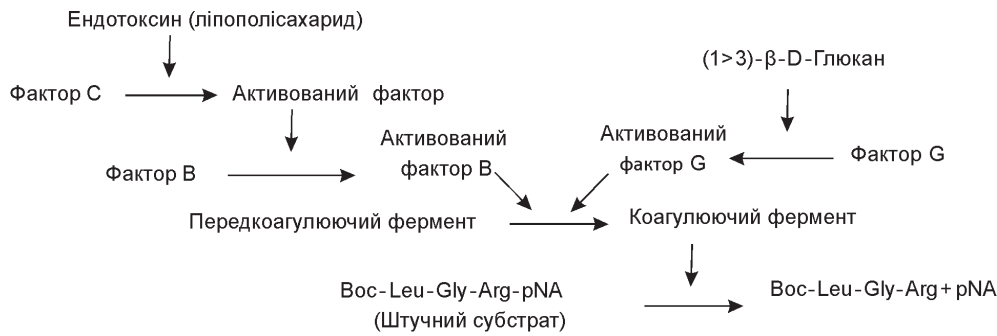 Ендотоксин (ліпополісахарид)
(1>3)-β-D-Глюкан
Фактор С
Активований фактор
Активований
фактор В
Активований
фактор G
Фактор G
Фактор В
Передкоагулюючий фермент
Коагулюючий фермент
Boc-Leu-Gly-Arg-pNA
(Штучний субстрат)
Boc-Leu-Gly-Arg+pNA